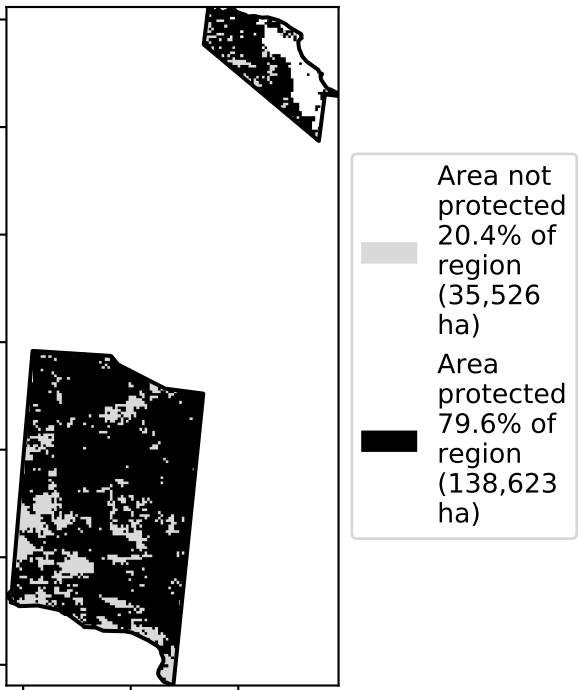 Area not
protected
20.4% of
region
(35,526
ha)
Area
protected
79.6% of
region
(138,623
ha)